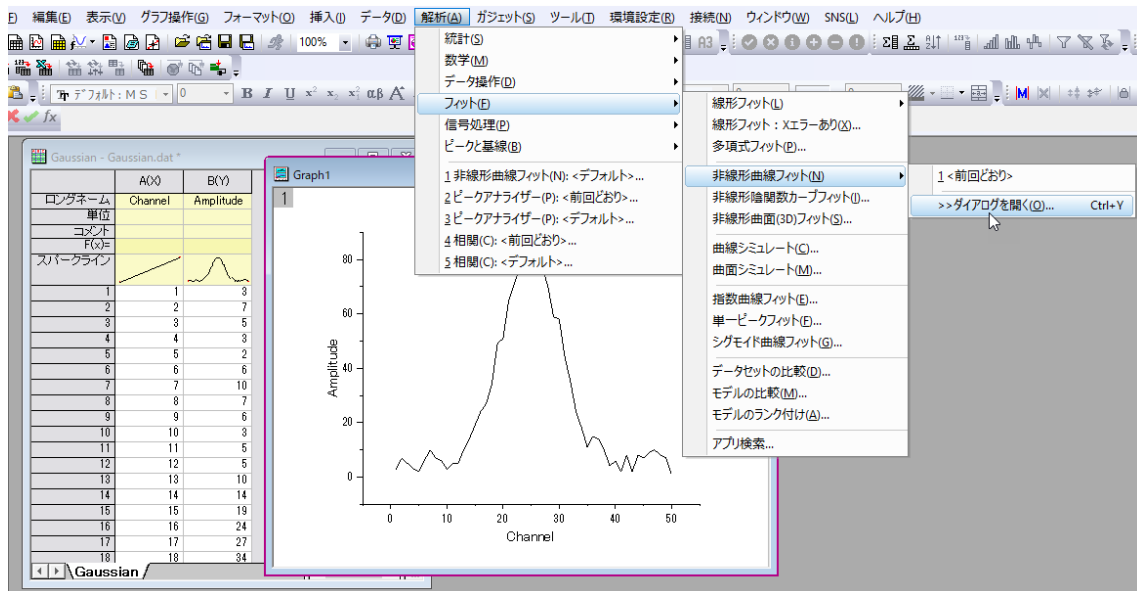 編集(E) 表示(V) グラフ操作(G) フォーマット(O) 挿入(I) データ(D) 解析(A) ガジェット(S) ツール(T) 環境設定(R) 接続(N) ウィンドウ(W) SNS(L) ヘルプ(H)
100%
A3
デフォルト: MS
0
B I U x² x₂ αβ A
fx
統計(S)
数学(M)
データ操作(D)
フィット(F)
信号処理(P)
ピークと基線(B)
1 非線形曲線フィット(N): <デフォルト>...
2 ピークアナライザー(P): <前回どおり>...
3 ピークアナライザー(P): <デフォルト>...
4 相関(C): <前回どおり>...
5 相関(C): <デフォルト>...
線形フィット(L)
線形フィット：Xエラーあり(X)...
多項式フィット(P)...
非線形曲線フィット(N)
非線形陰関数カーブフィット(I)...
非線形曲面(3D)フィット(S)...
曲線シミュレート(C)...
曲面シミュレート(M)...
指数曲線フィット(E)...
単一ピークフィット(F)...
シグモイド曲線フィット(G)...
データセットの比較(D)...
モデルの比較(M)...
モデルのランク付け(A)...
アプリ検索...
1 <前回どおり>
>>ダイアログを開く(O)... Ctrl+Y
Gaussian - Gaussian.dat *
A(X) B(Y)
ロングネーム Channel Amplitude
単位
コメント
F(x)=
スパークライン
1 1 3
2 2 7
3 3 5
4 4 3
5 5 2
6 6 6
7 7 10
8 8 7
9 9 6
10 10 3
11 11 5
12 12 5
13 13 10
14 14 14
15 15 19
16 16 24
17 17 27
18 18 34
Gaussian
Graph1
1
80
60
40
20
0
Amplitude
0 10 20 30 40 50
Channel